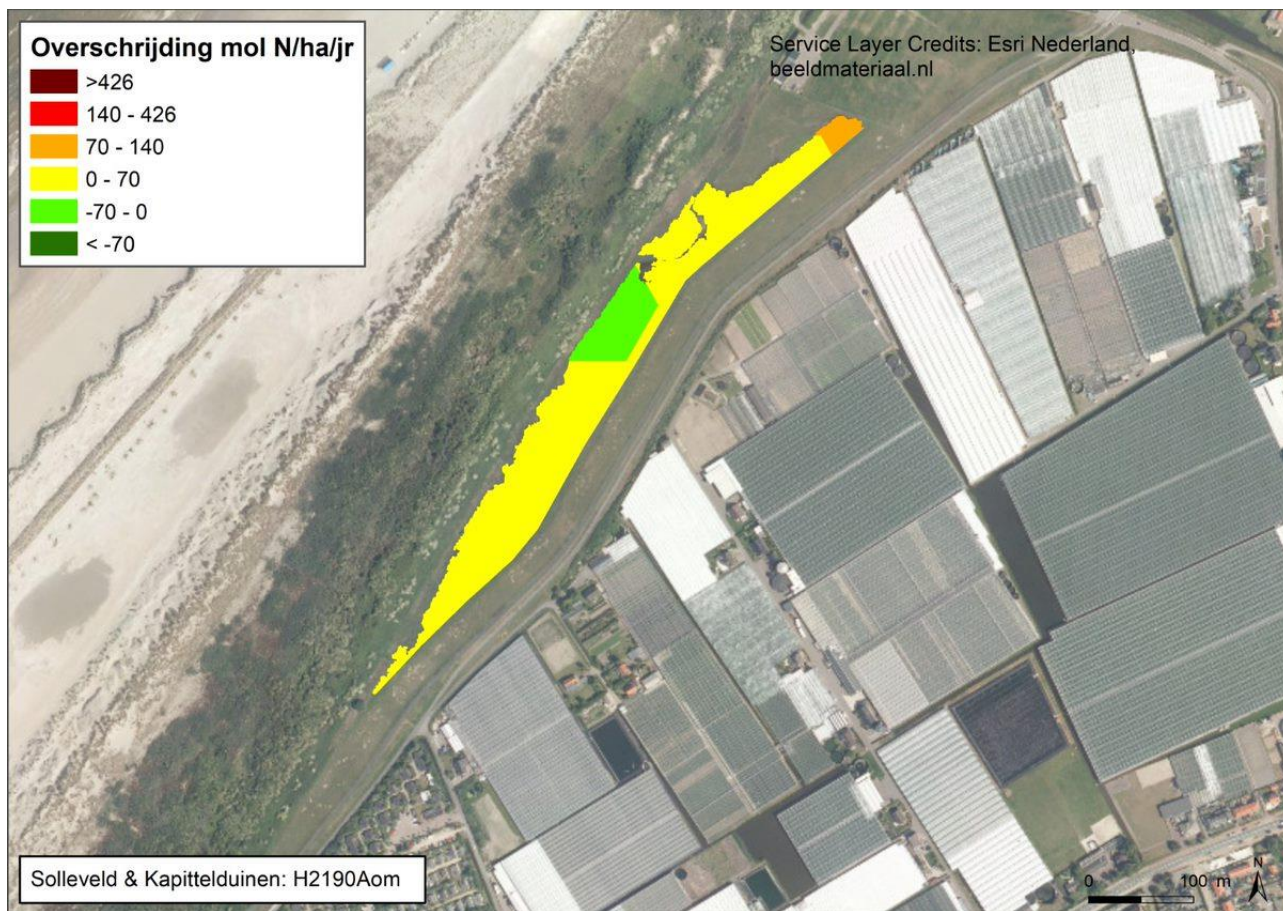 Overschrijding mol N/ha/jr
>426
140 - 426
70 - 140
0 - 70
-70 - 0
< -70
Service Layer Credits: Esri Nederland,
beeldmateriaal.nl
Solleveld & Kapittelduinen: H2190Aom
N
0 100 m